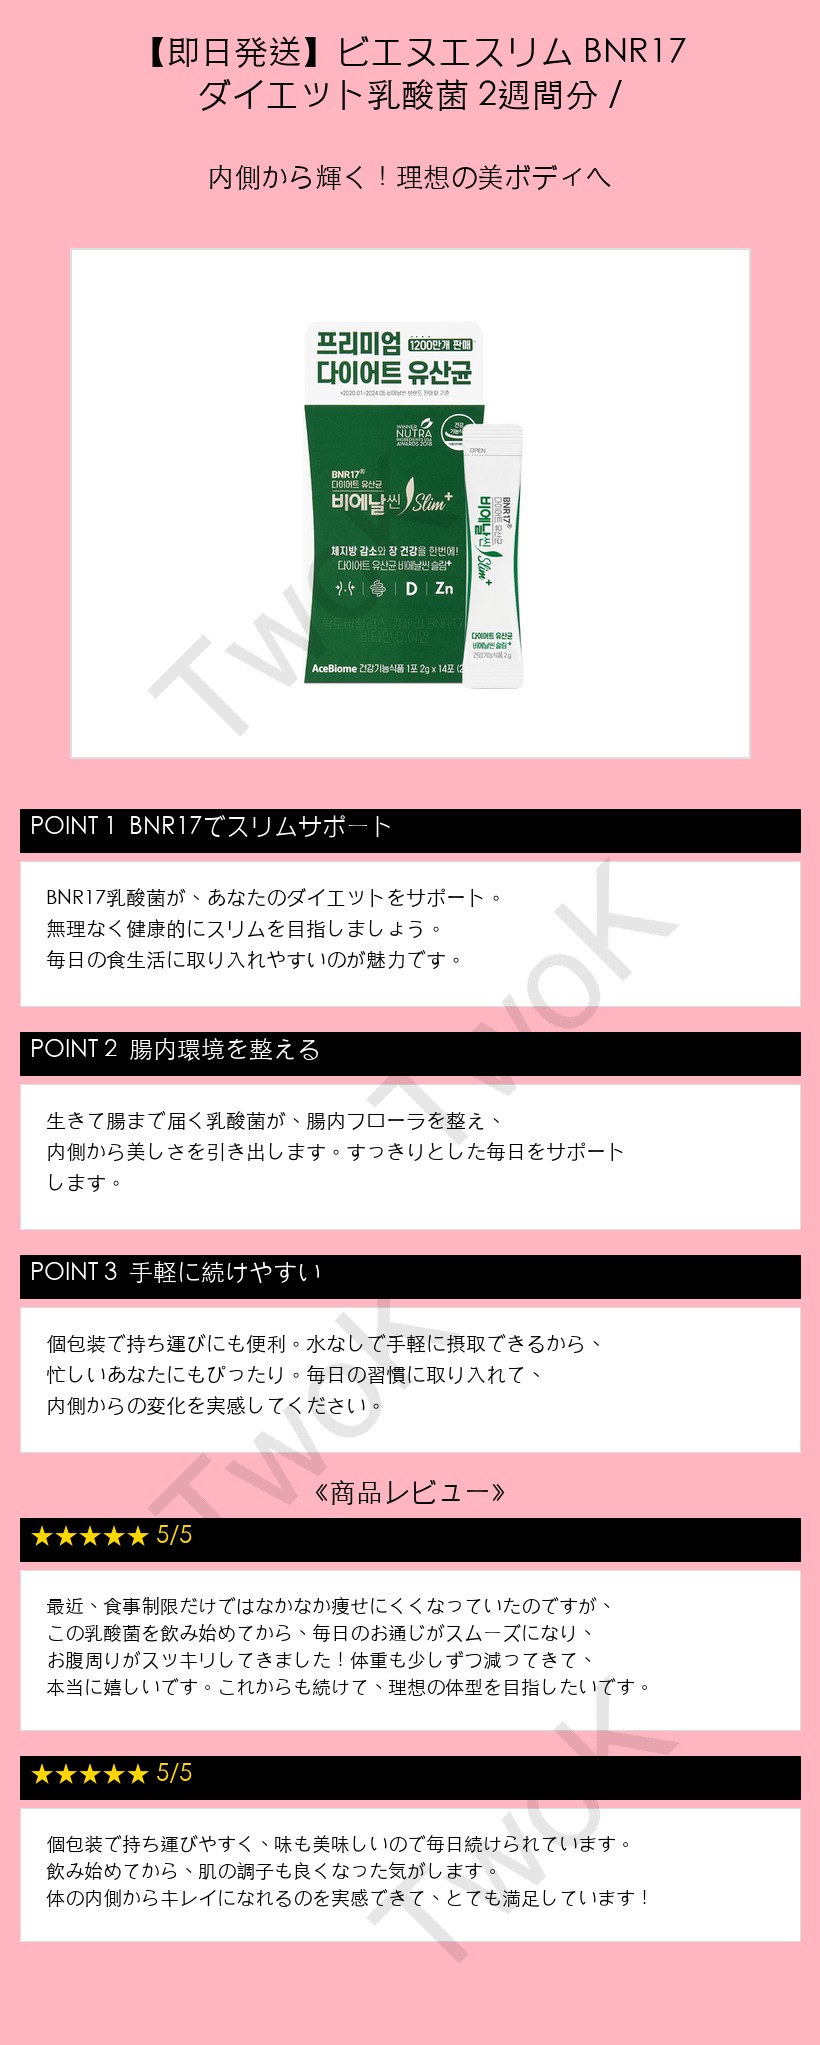 【即日発送】ビエヌエスリム BNR17
ダイエット乳酸菌 2週間分 /
内側から輝く！理想の美ボディへ
프리미엄 1200만개 판매
다이어트 유산균
*2020.01~2024.05 비에날씬 브랜드 판매량 기준
WINNER
NUTRA
INGREDIENTS USA
AWARDS 2018
건강
OPEN
BNR17®
다이어트 유산균
비에날씬 Slim+
BNR17®
다이어트 유산균
비에날씬 Slim+
체지방 감소와 장 건강을 한번에!
다이어트 유산균 비에날씬 슬림+
D Zn
락토바실러스 가세리 BNR17
비타민 D,아연
다이어트 유산균
비에날씬 슬림+
건강기능식품 2g
AceBiome 건강기능식품 1포 2g x 14포 (2
POINT 1 BNR17でスリムサポート
BNR17乳酸菌が、あなたのダイエットをサポート。
無理なく健康的にスリムを目指しましょう。
毎日の食生活に取り入れやすいのが魅力です。
POINT 2 腸内環境を整える
生きて腸まで届く乳酸菌が、腸内フローラを整え、
内側から美しさを引き出します。すっきりとした毎日をサポート
します。
POINT 3 手軽に続けやすい
個包装で持ち運びにも便利。水なしで手軽に摂取できるから、
忙しいあなたにもぴったり。毎日の習慣に取り入れて、
内側からの変化を実感してください。
《商品レビュー》
★★★★★ 5/5
最近、食事制限だけではなかなか痩せにくくなっていたのですが、
この乳酸菌を飲み始めてから、毎日のお通じがスムーズになり、
お腹周りがスッキリしてきました！体重も少しずつ減ってきて、
本当に嬉しいです。これからも続けて、理想の体型を目指したいです。
★★★★★ 5/5
個包装で持ち運びやすく、味も美味しいので毎日続けられています。
飲み始めてから、肌の調子も良くなった気がします。
体の内側からキレイになれるのを実感できて、とても満足しています！
TwoK
TwoK
TwoK
TwoK